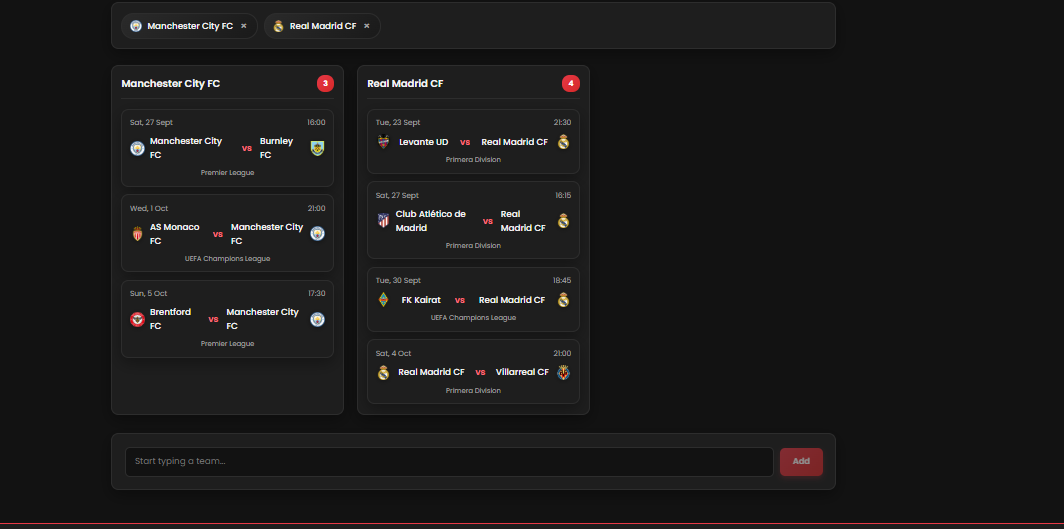 Manchester City FC × Real Madrid CF ×
Manchester City FC 3
Sat, 27 Sept 16:00
Manchester City
FC
vs
Burnley
FC
Premier League
Wed, 1 Oct 21:00
AS Monaco
FC
vs
Manchester City
FC
UEFA Champions League
Sun, 5 Oct 17:30
Brentford
FC
vs
Manchester City
FC
Premier League
Real Madrid CF 4
Tue, 23 Sept 21:30
Levante UD vs Real Madrid CF
Primera Division
Sat, 27 Sept 16:15
Club Atlético de
Madrid
vs
Real
Madrid CF
Primera Division
Tue, 30 Sept 18:45
FK Kairat vs Real Madrid CF
UEFA Champions League
Sat, 4 Oct 21:00
Real Madrid CF vs Villarreal CF
Primera Division
Start typing a team... Add